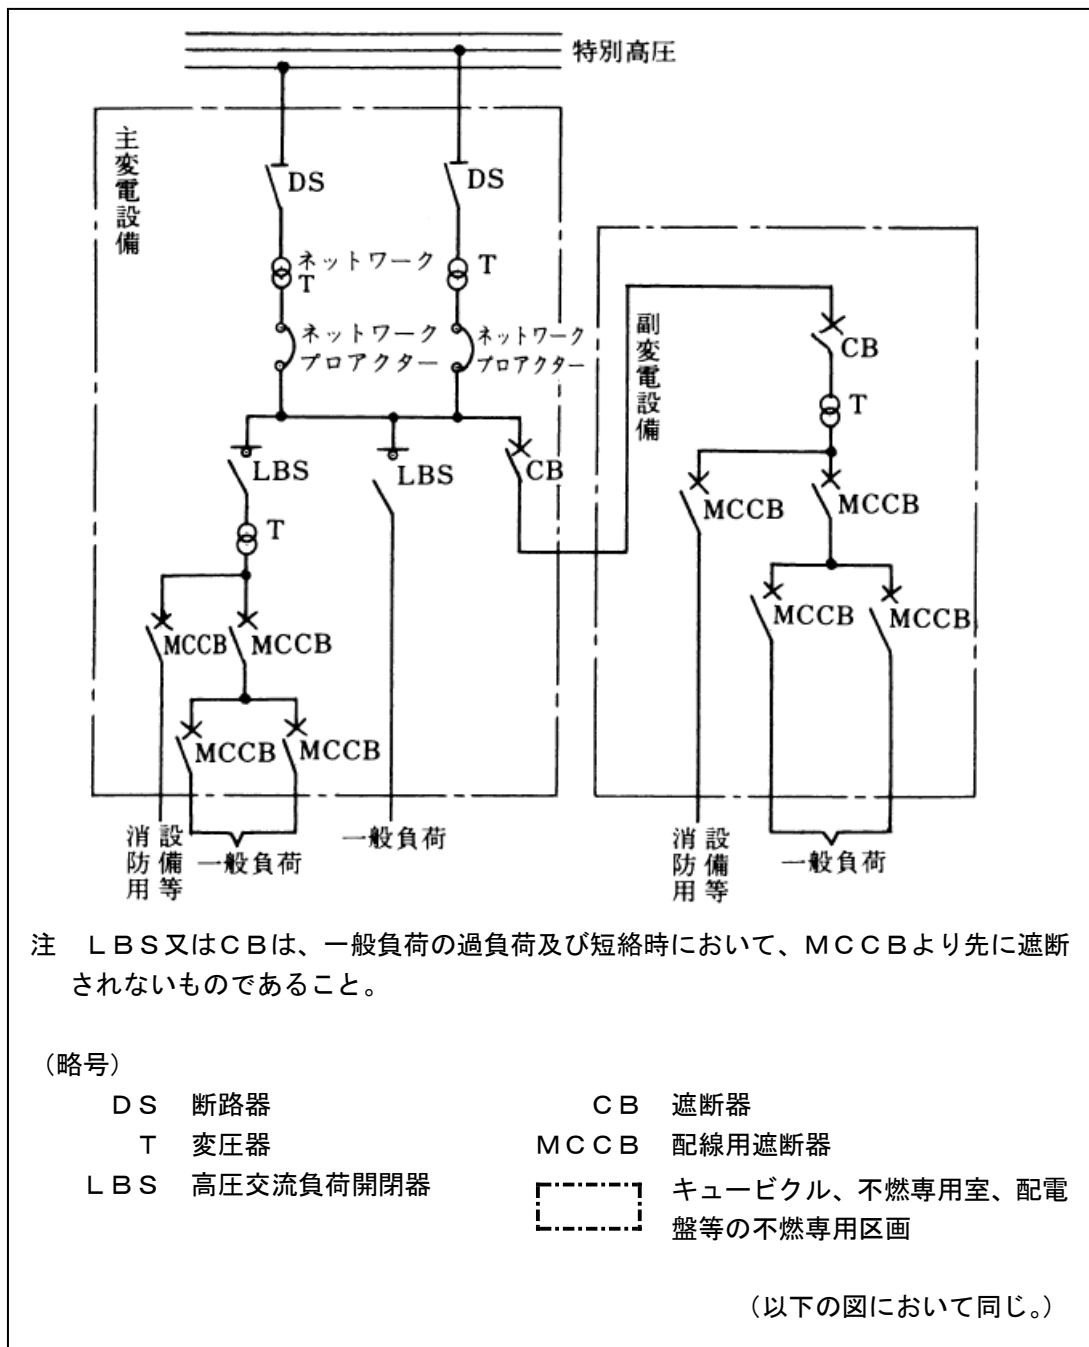 特別高圧
主変電設備
DS
DS
ネットワーク
T
T
ネットワーク
プロアクター
ネットワーク
プロアクター
LBS
LBS
CB
T
MCCB
MCCB
MCCB
MCCB
消防用
設備等
一般負荷
一般負荷
副変電設備
CB
T
MCCB
MCCB
MCCB
MCCB
消防用
設備等
一般負荷
注　ＬＢＳ又はＣＢは、一般負荷の過負荷及び短絡時において、ＭＣＣＢより先に遮断
されないものであること。
（略号）
ＤＳ　断路器
ＣＢ　遮断器
Ｔ　変圧器
ＭＣＣＢ　配線用遮断器
ＬＢＳ　高圧交流負荷開閉器
キュービクル、不燃専用室、配電
盤等の不燃専用区画
（以下の図において同じ。）